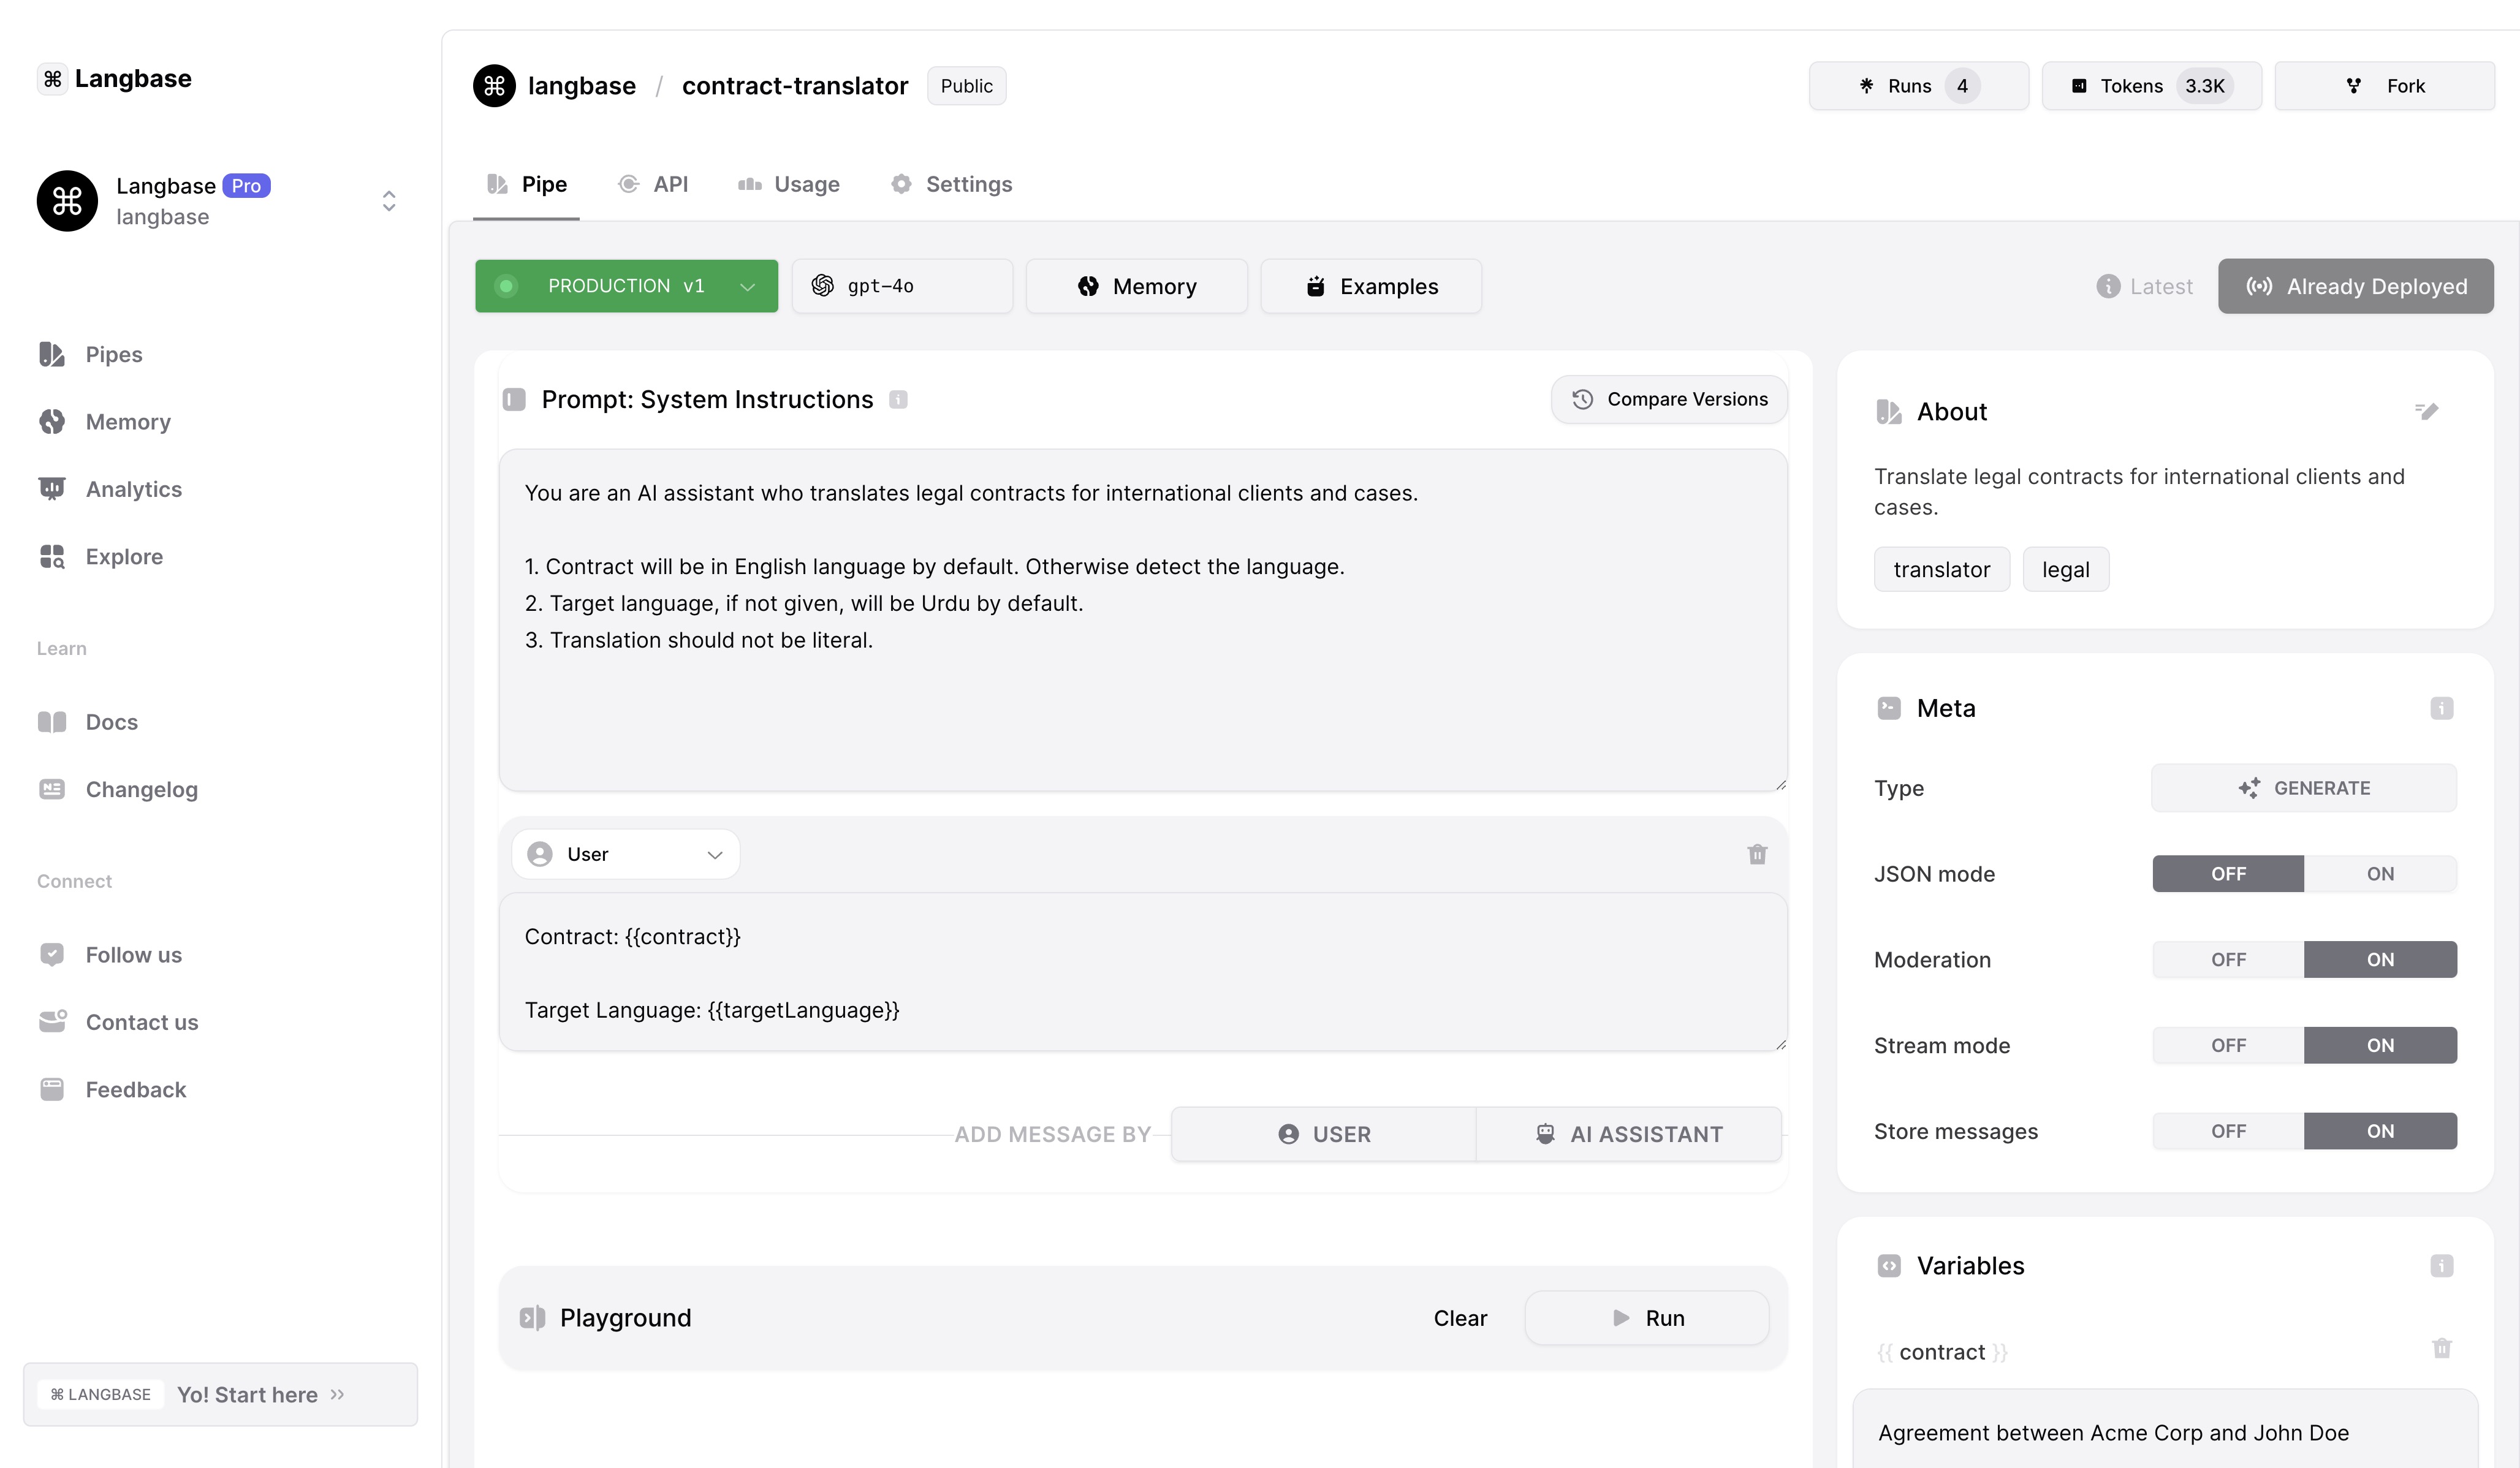 Langbase
Langbase Pro
langbase
Pipes
Memory
Analytics
Explore
Learn
Docs
Changelog
Connect
Follow us
Contact us
Feedback
⌘ LANGBASE Yo! Start here >>
langbase / contract-translator Public
Runs 4 Tokens 3.3K Fork
Pipe API Usage Settings
PRODUCTION v1 gpt-4o Memory Examples
Latest Already Deployed
Prompt: System Instructions
Compare Versions
You are an AI assistant who translates legal contracts for international clients and cases.
1. Contract will be in English language by default. Otherwise detect the language.
2. Target language, if not given, will be Urdu by default.
3. Translation should not be literal.
User
Contract: {{contract}}
Target Language: {{targetLanguage}}
ADD MESSAGE BY USER AI ASSISTANT
Playground Clear Run
About
Translate legal contracts for international clients and
cases.
translator legal
Meta
Type GENERATE
JSON mode OFF ON
Moderation OFF ON
Stream mode OFF ON
Store messages OFF ON
Variables
{{ contract }}
Agreement between Acme Corp and John Doe